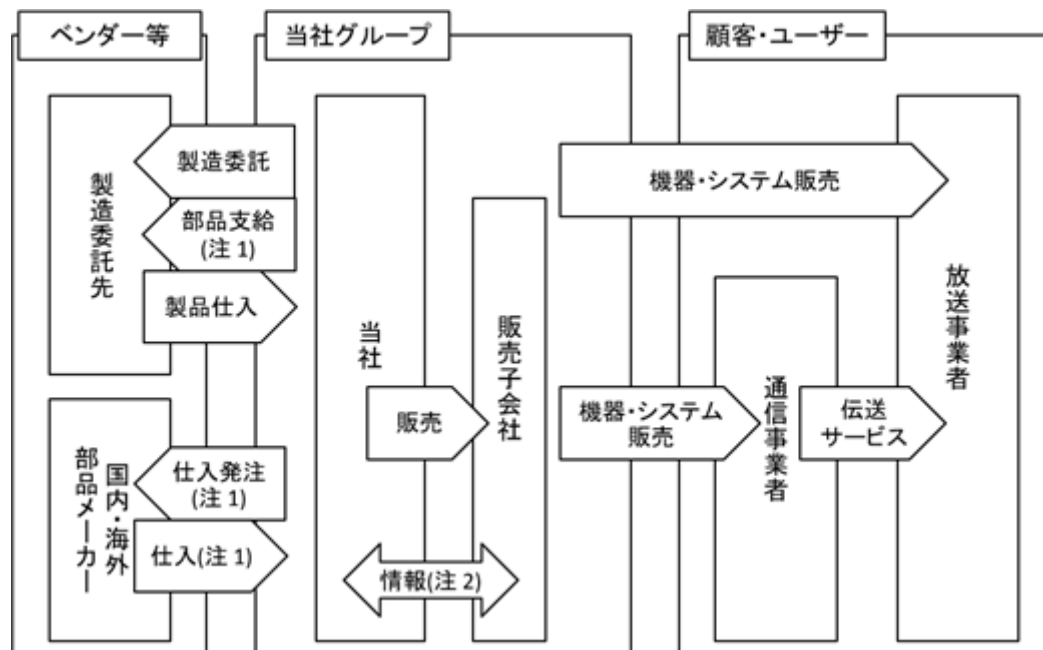 ベンダー等
当社グループ
顧客・ユーザー
製造委託先
製造委託
部品支給
(注 1)
製品仕入
国内・海外
部品メーカー
仕入発注
(注 1)
仕入(注 1)
当社
販売
販売子会社
情報(注 2)
機器・システム販売
機器・システム
販売
通信事業者
伝送
サービス
放送事業者